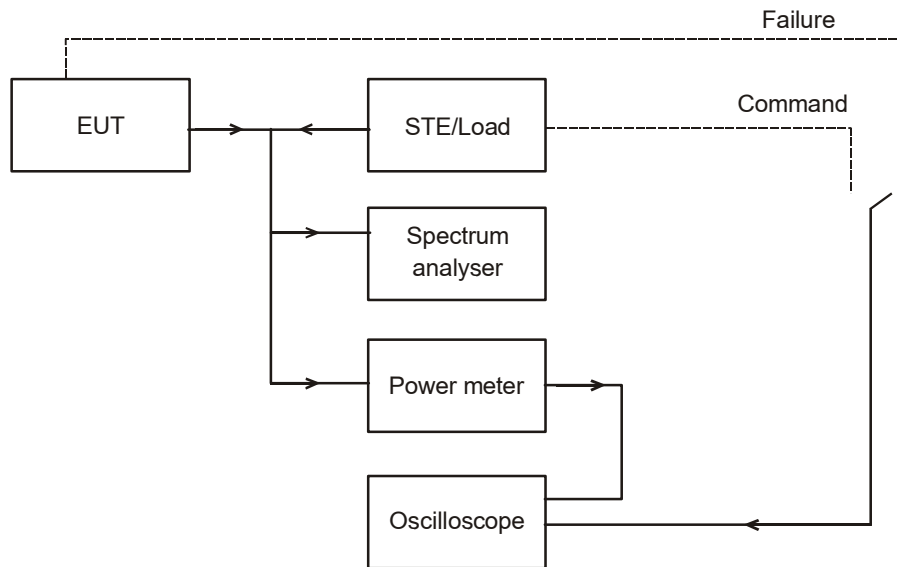 Failure
EUT
STE/Load
Command
Spectrum
analyser
Power meter
Oscilloscope